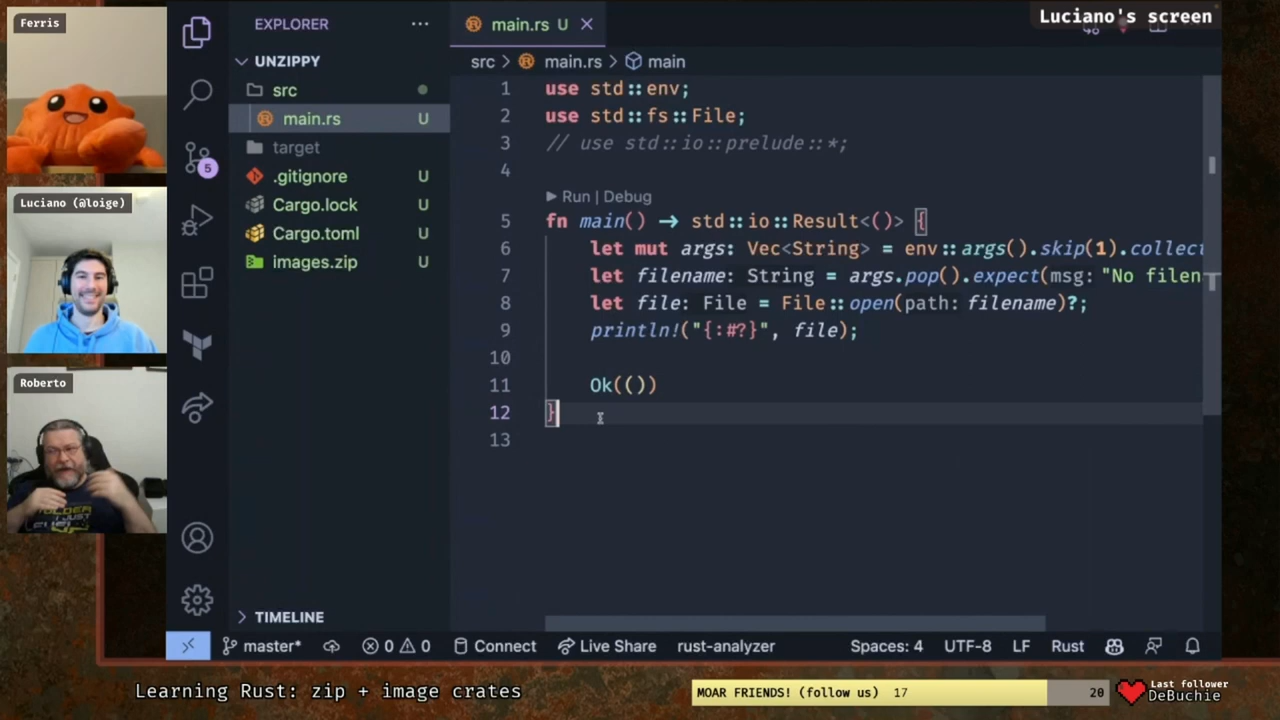 Ferris
Luciano (@loige)
Roberto
EXPLORER
UNZIPPY
src
main.rs U
target
.gitignore U
Cargo.lock U
Cargo.toml U
images.zip U
TIMELINE
5
main.rs U
Luciano's screen
src > main.rs > main
1 use std::env;
2 use std::fs::File;
3 // use std::io::prelude::*;
4
Run | Debug
5 fn main() → std::io::Result<()> {
6 let mut args: Vec<String> = env::args().skip(1).collect
7 let filename: String = args.pop().expect(msg: "No filen
8 let file: File = File::open(path: filename)?;
9 println!("{:#?}", file);
10
11 Ok(())
12 }
13
master* 0 0 Connect Live Share rust-analyzer Spaces: 4 UTF-8 LF Rust
Learning Rust: zip + image crates
MOAR FRIENDS! (follow us) 17 20
Last follower
DeBuchie